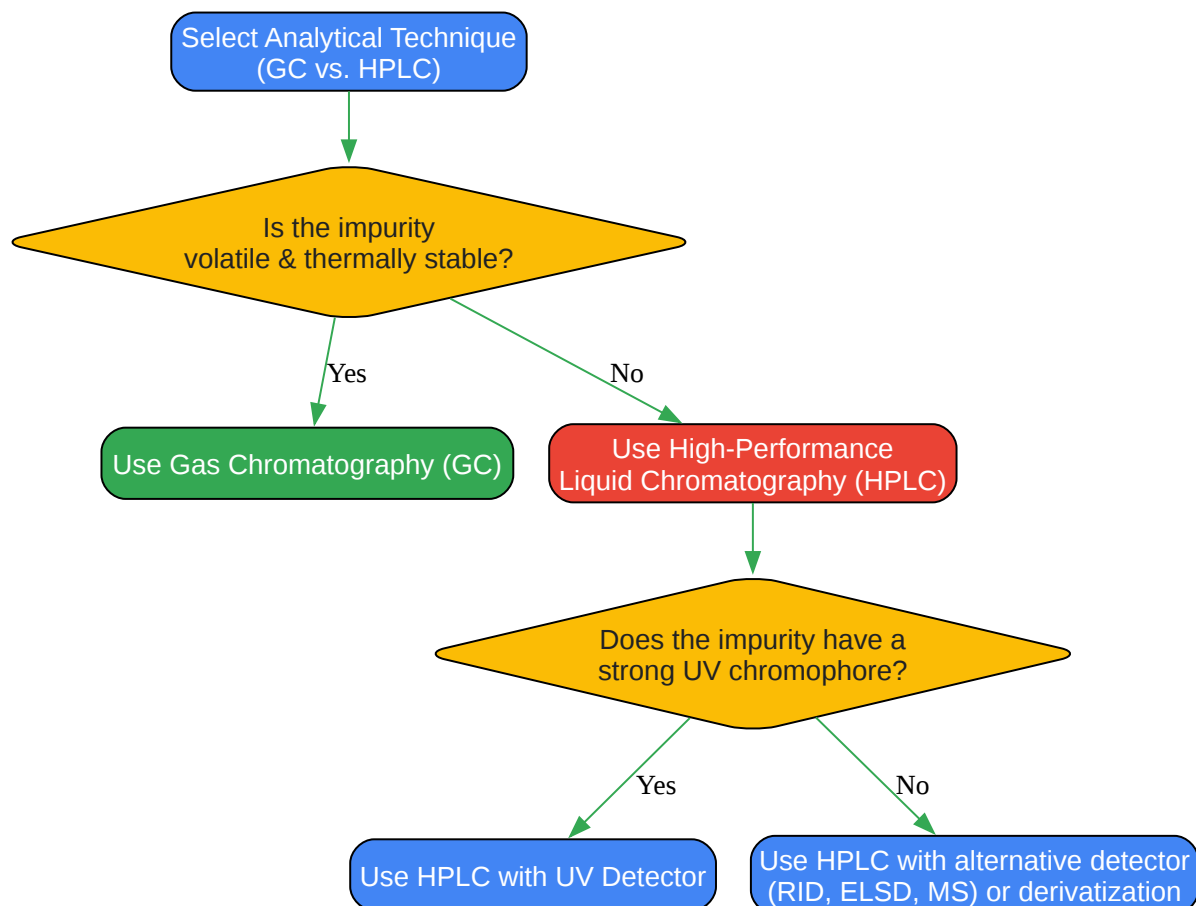 Select Analytical Technique
(GC vs. HPLC)
Is the impurity
volatile & thermally stable?
Yes
No
Use Gas Chromatography (GC)
Use High-Performance
Liquid Chromatography (HPLC)
Does the impurity have a
strong UV chromophore?
Yes
No
Use HPLC with UV Detector
Use HPLC with alternative detector
(RID, ELSD, MS) or derivatization